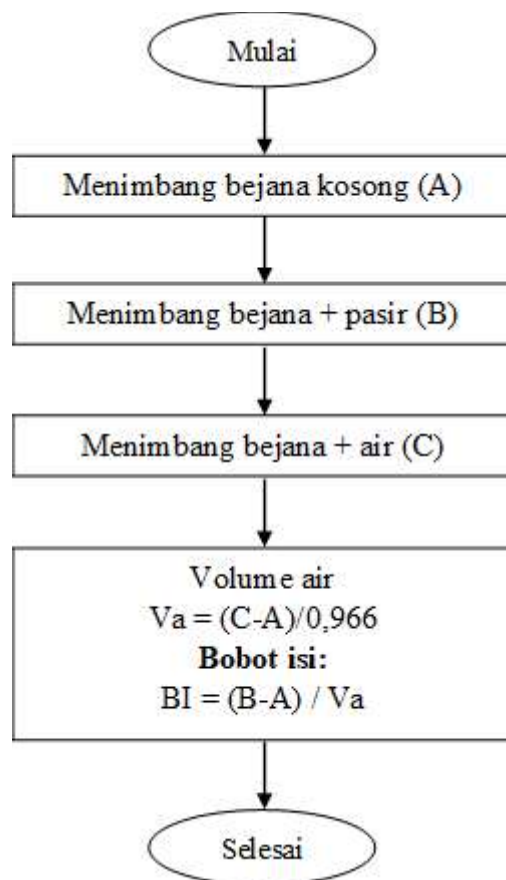 Mulai
Menimbang bejana kosong (A)
Menimbang bejana + pasir (B)
Menimbang bejana + air (C)
Volume air
Va = (C-A)/0,966
Bobot isi:
BI = (B-A) / Va
Selesai